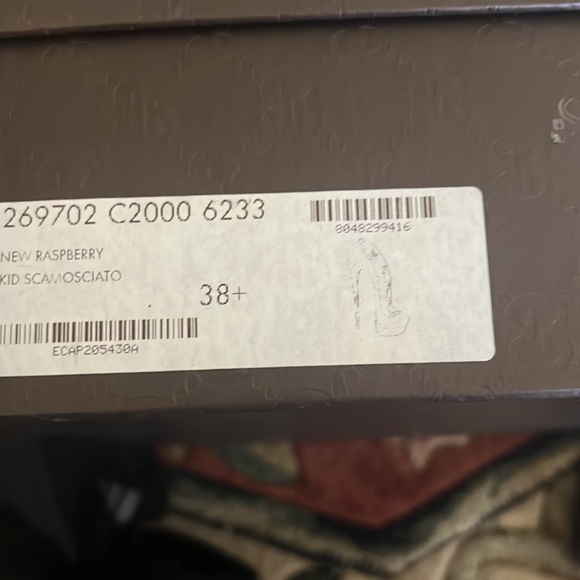 269702 C2000 6233
8048299416
NEW RASPBERRY
KID SCAMOSCIATO
38+
ECAP205430A